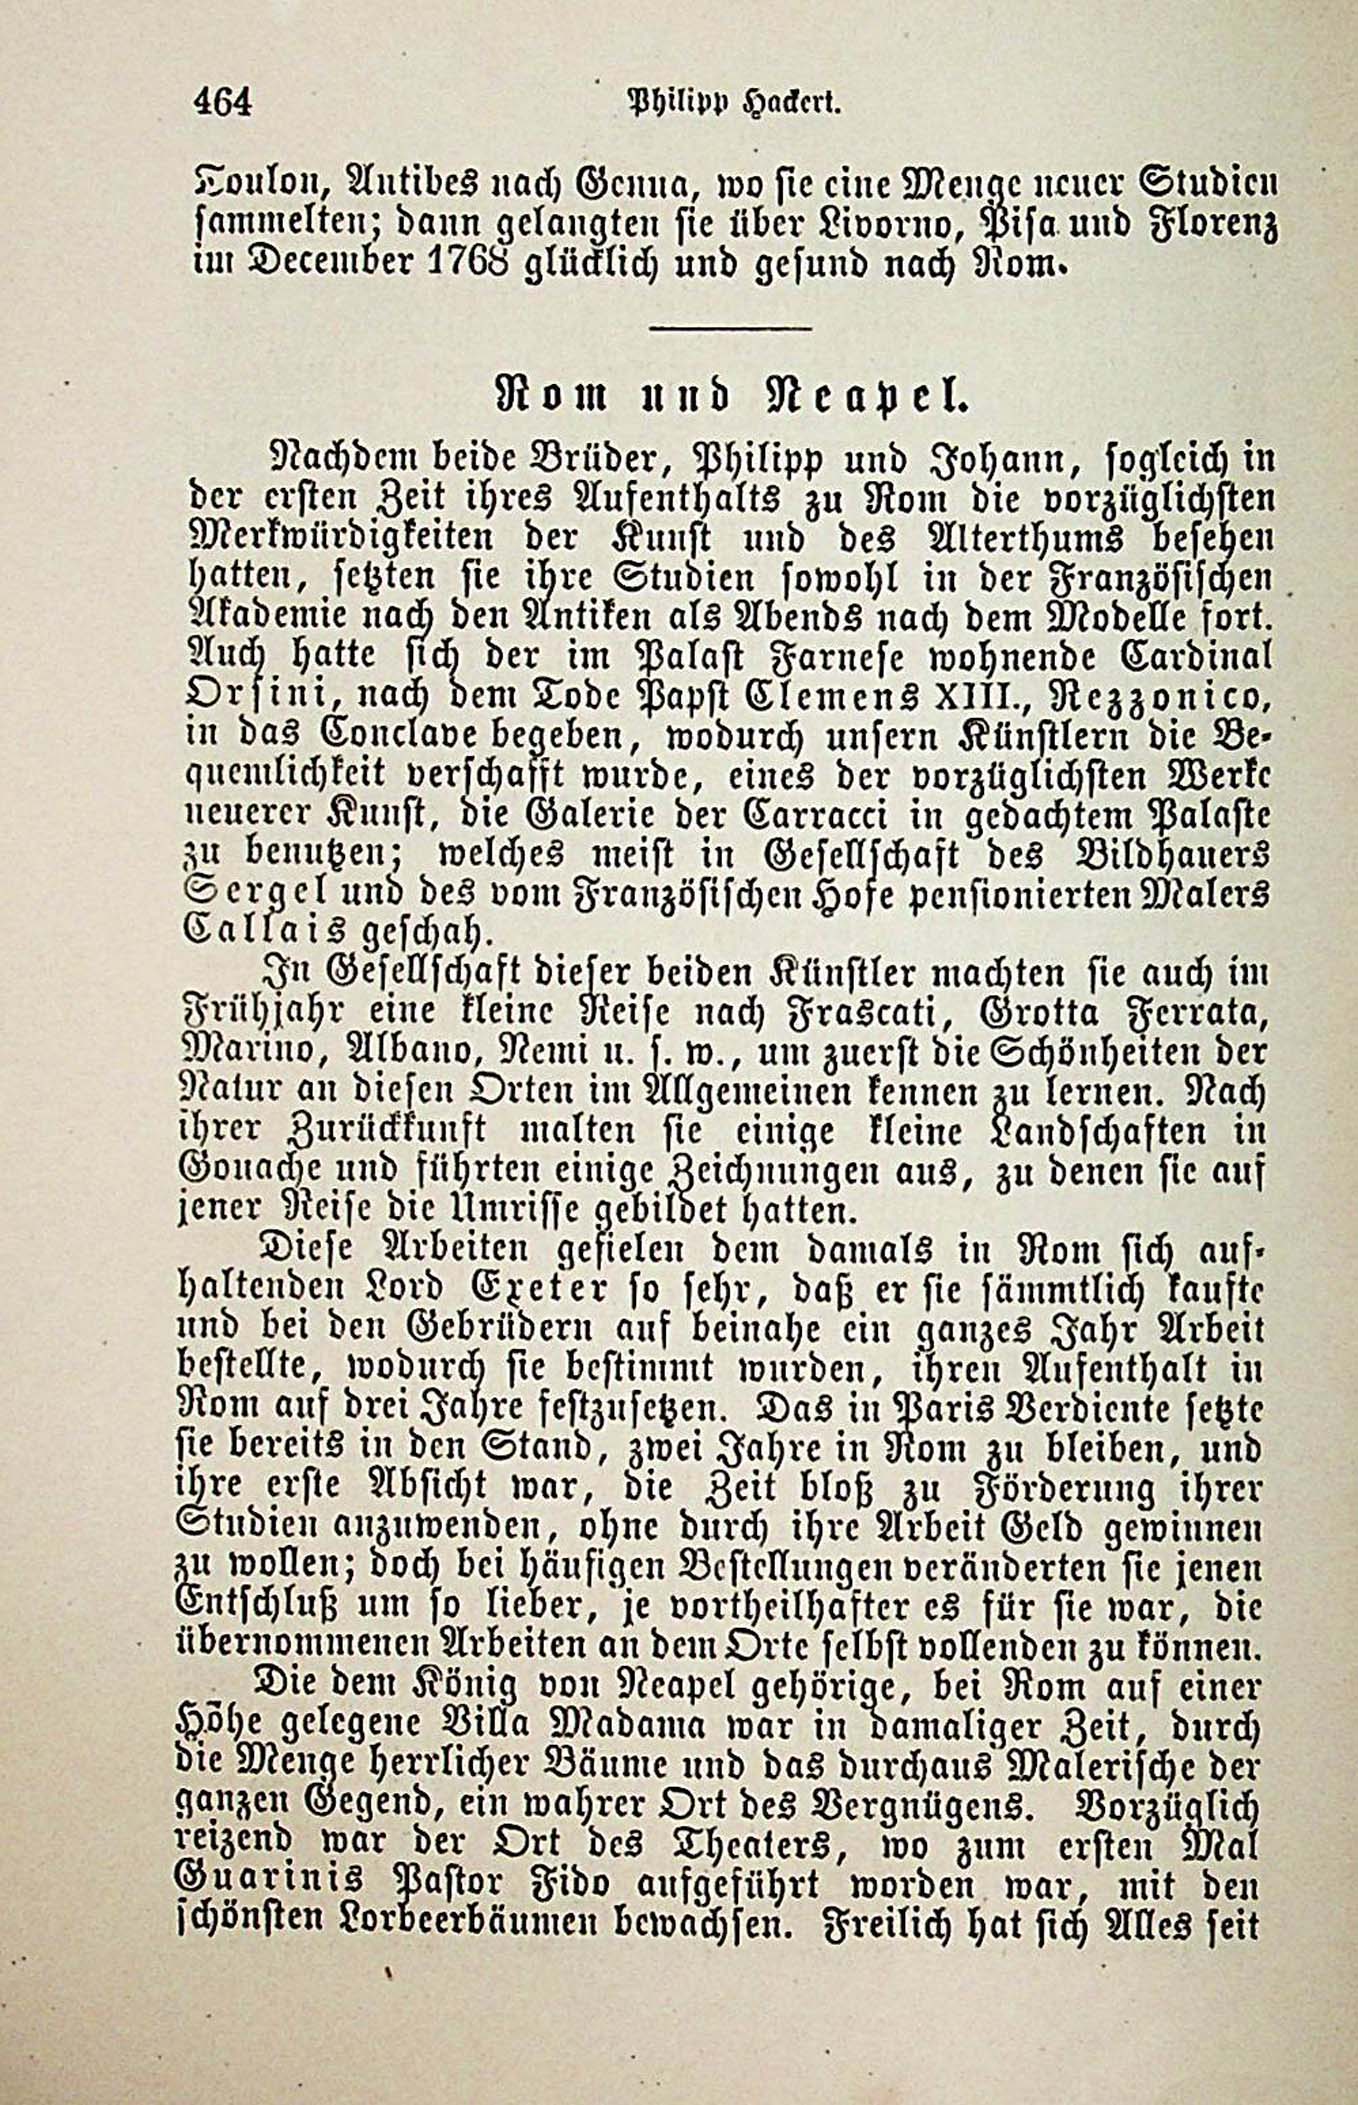 464 Philipp Hackert.
Toulon, Antibes nach Genua, wo sie eine Menge neuer Studien
sammelten; dann gelangten sie über Livorno, Pisa und Florenz
im December 1768 glücklich und gesund nach Rom.
Rom und Neapel.
Nachdem beide Brüder, Philipp und Johann, sogleich in
der ersten Zeit ihres Aufenthalts zu Rom die vorzüglichsten
Merkwürdigkeiten der Kunst und des Alterthums besehen
hatten, setzten sie ihre Studien sowohl in der Französischen
Akademie nach den Antiken als Abends nach dem Modelle fort.
Auch hatte sich der im Palast Farnese wohnende Cardinal
Orsini, nach dem Tode Papst Clemens XIII., Rezzonico,
in das Conclave begeben, wodurch unsern Künstlern die Be-
quemlichkeit verschafft wurde, eines der vorzüglichsten Werke
neuerer Kunst, die Galerie der Carracci in gedachtem Palaste
zu benutzen; welches meist in Gesellschaft des Bildhauers
Sergel und des vom Französischen Hofe pensionierten Malers
Callais geschah.
In Gesellschaft dieser beiden Künstler machten sie auch im
Frühjahr eine kleine Reise nach Frascati, Grotta Ferrata,
Marino, Albano, Nemi u. s. w., um zuerst die Schönheiten der
Natur an diesen Orten im Allgemeinen kennen zu lernen. Nach
ihrer Zurückkunft malten sie einige kleine Landschaften in
Gouache und führten einige Zeichnungen aus, zu denen sie auf
jener Reise die Umrisse gebildet hatten.
Diese Arbeiten gefielen dem damals in Rom sich auf-
haltenden Lord Exeter so sehr, daß er sie sämmtlich kaufte
und bei den Gebrüdern auf beinahe ein ganzes Jahr Arbeit
bestellte, wodurch sie bestimmt wurden, ihren Aufenthalt in
Rom auf drei Jahre festzusetzen. Das in Paris Verdiente setzte
sie bereits in den Stand, zwei Jahre in Rom zu bleiben, und
ihre erste Absicht war, die Zeit bloß zu Förderung ihrer
Studien anzuwenden, ohne durch ihre Arbeit Geld gewinnen
zu wollen; doch bei häufigen Bestellungen veränderten sie jenen
Entschluß um so lieber, je vortheilhafter es für sie war, die
übernommenen Arbeiten an dem Orte selbst vollenden zu können.
Die dem König von Neapel gehörige, bei Rom auf einer
Höhe gelegene Villa Madama war in damaliger Zeit, durch
die Menge herrlicher Bäume und das durchaus Malerische der
ganzen Gegend, ein wahrer Ort des Vergnügens. Vorzüglich
reizend war der Ort des Theaters, wo zum ersten Mal
Guarinis Pastor Fido aufgeführt worden war, mit den
schönsten Lorbeerbäumen bewachsen. Freilich hat sich Alles seit